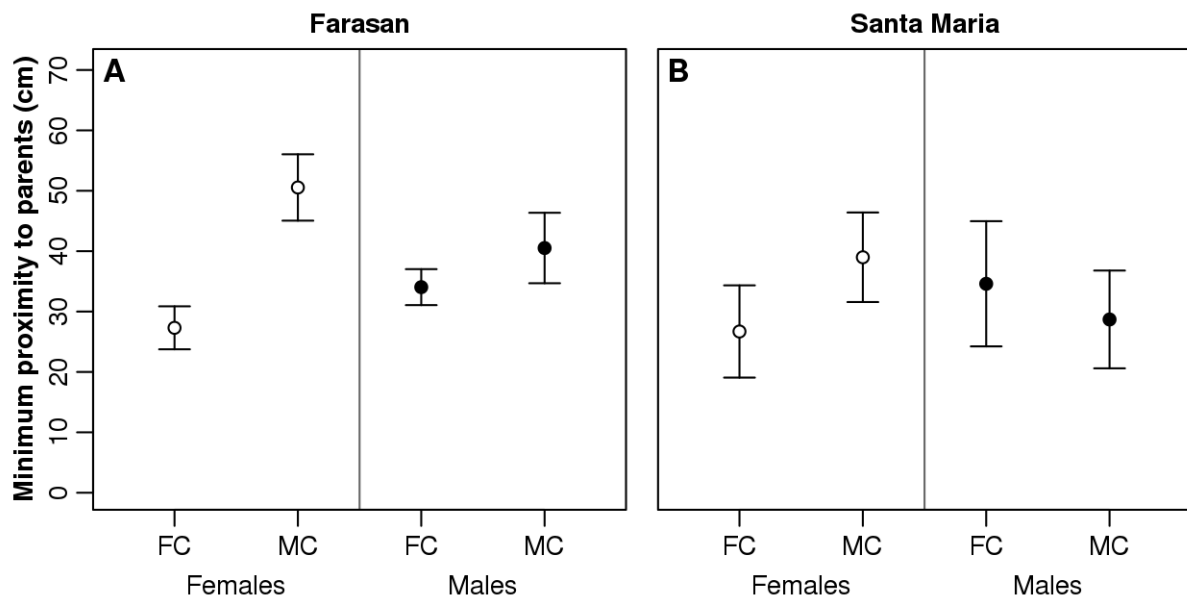 Farasan
Santa Maria
Minimum proximity to parents (cm)
A
B
70
60
50
40
30
20
10
0
FC MC FC MC FC MC FC MC
Females Males Females Males